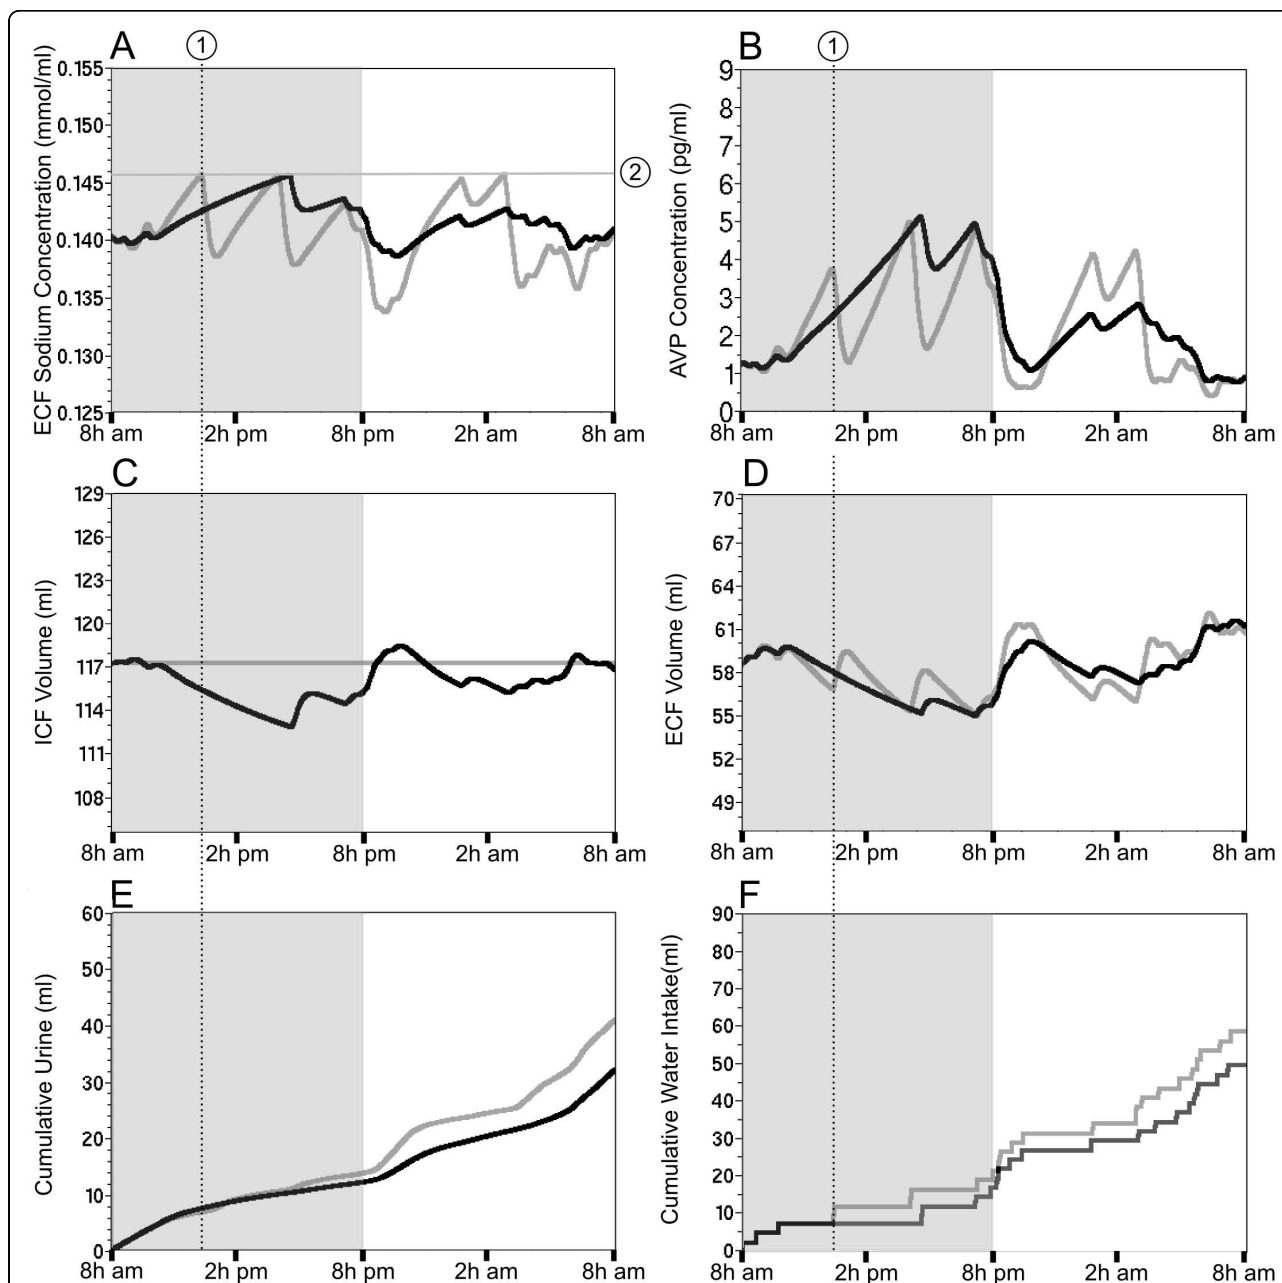 A
①
ECF Sodium Concentration (mmol/ml)
0.155
0.150
0.145
0.140
0.135
0.130
0.125
②
8h am
2h pm
8h pm
2h am
8h am
B
①
AVP Concentration (pg/ml)
9
8
7
6
5
4
3
2
1
0
8h am
2h pm
8h pm
2h am
8h am
C
ICF Volume (ml)
129
126
123
120
117
114
111
108
8h am
2h pm
8h pm
2h am
8h am
D
ECF Volume (ml)
70
67
64
61
58
55
52
49
8h am
2h pm
8h pm
2h am
8h am
E
Cumulative Urine (ml)
60
50
40
30
20
10
0
8h am
2h pm
8h pm
2h am
8h am
F
Cumulative Water Intake(ml)
90
80
70
60
50
40
30
20
10
0
8h am
2h pm
8h pm
2h am
8h am